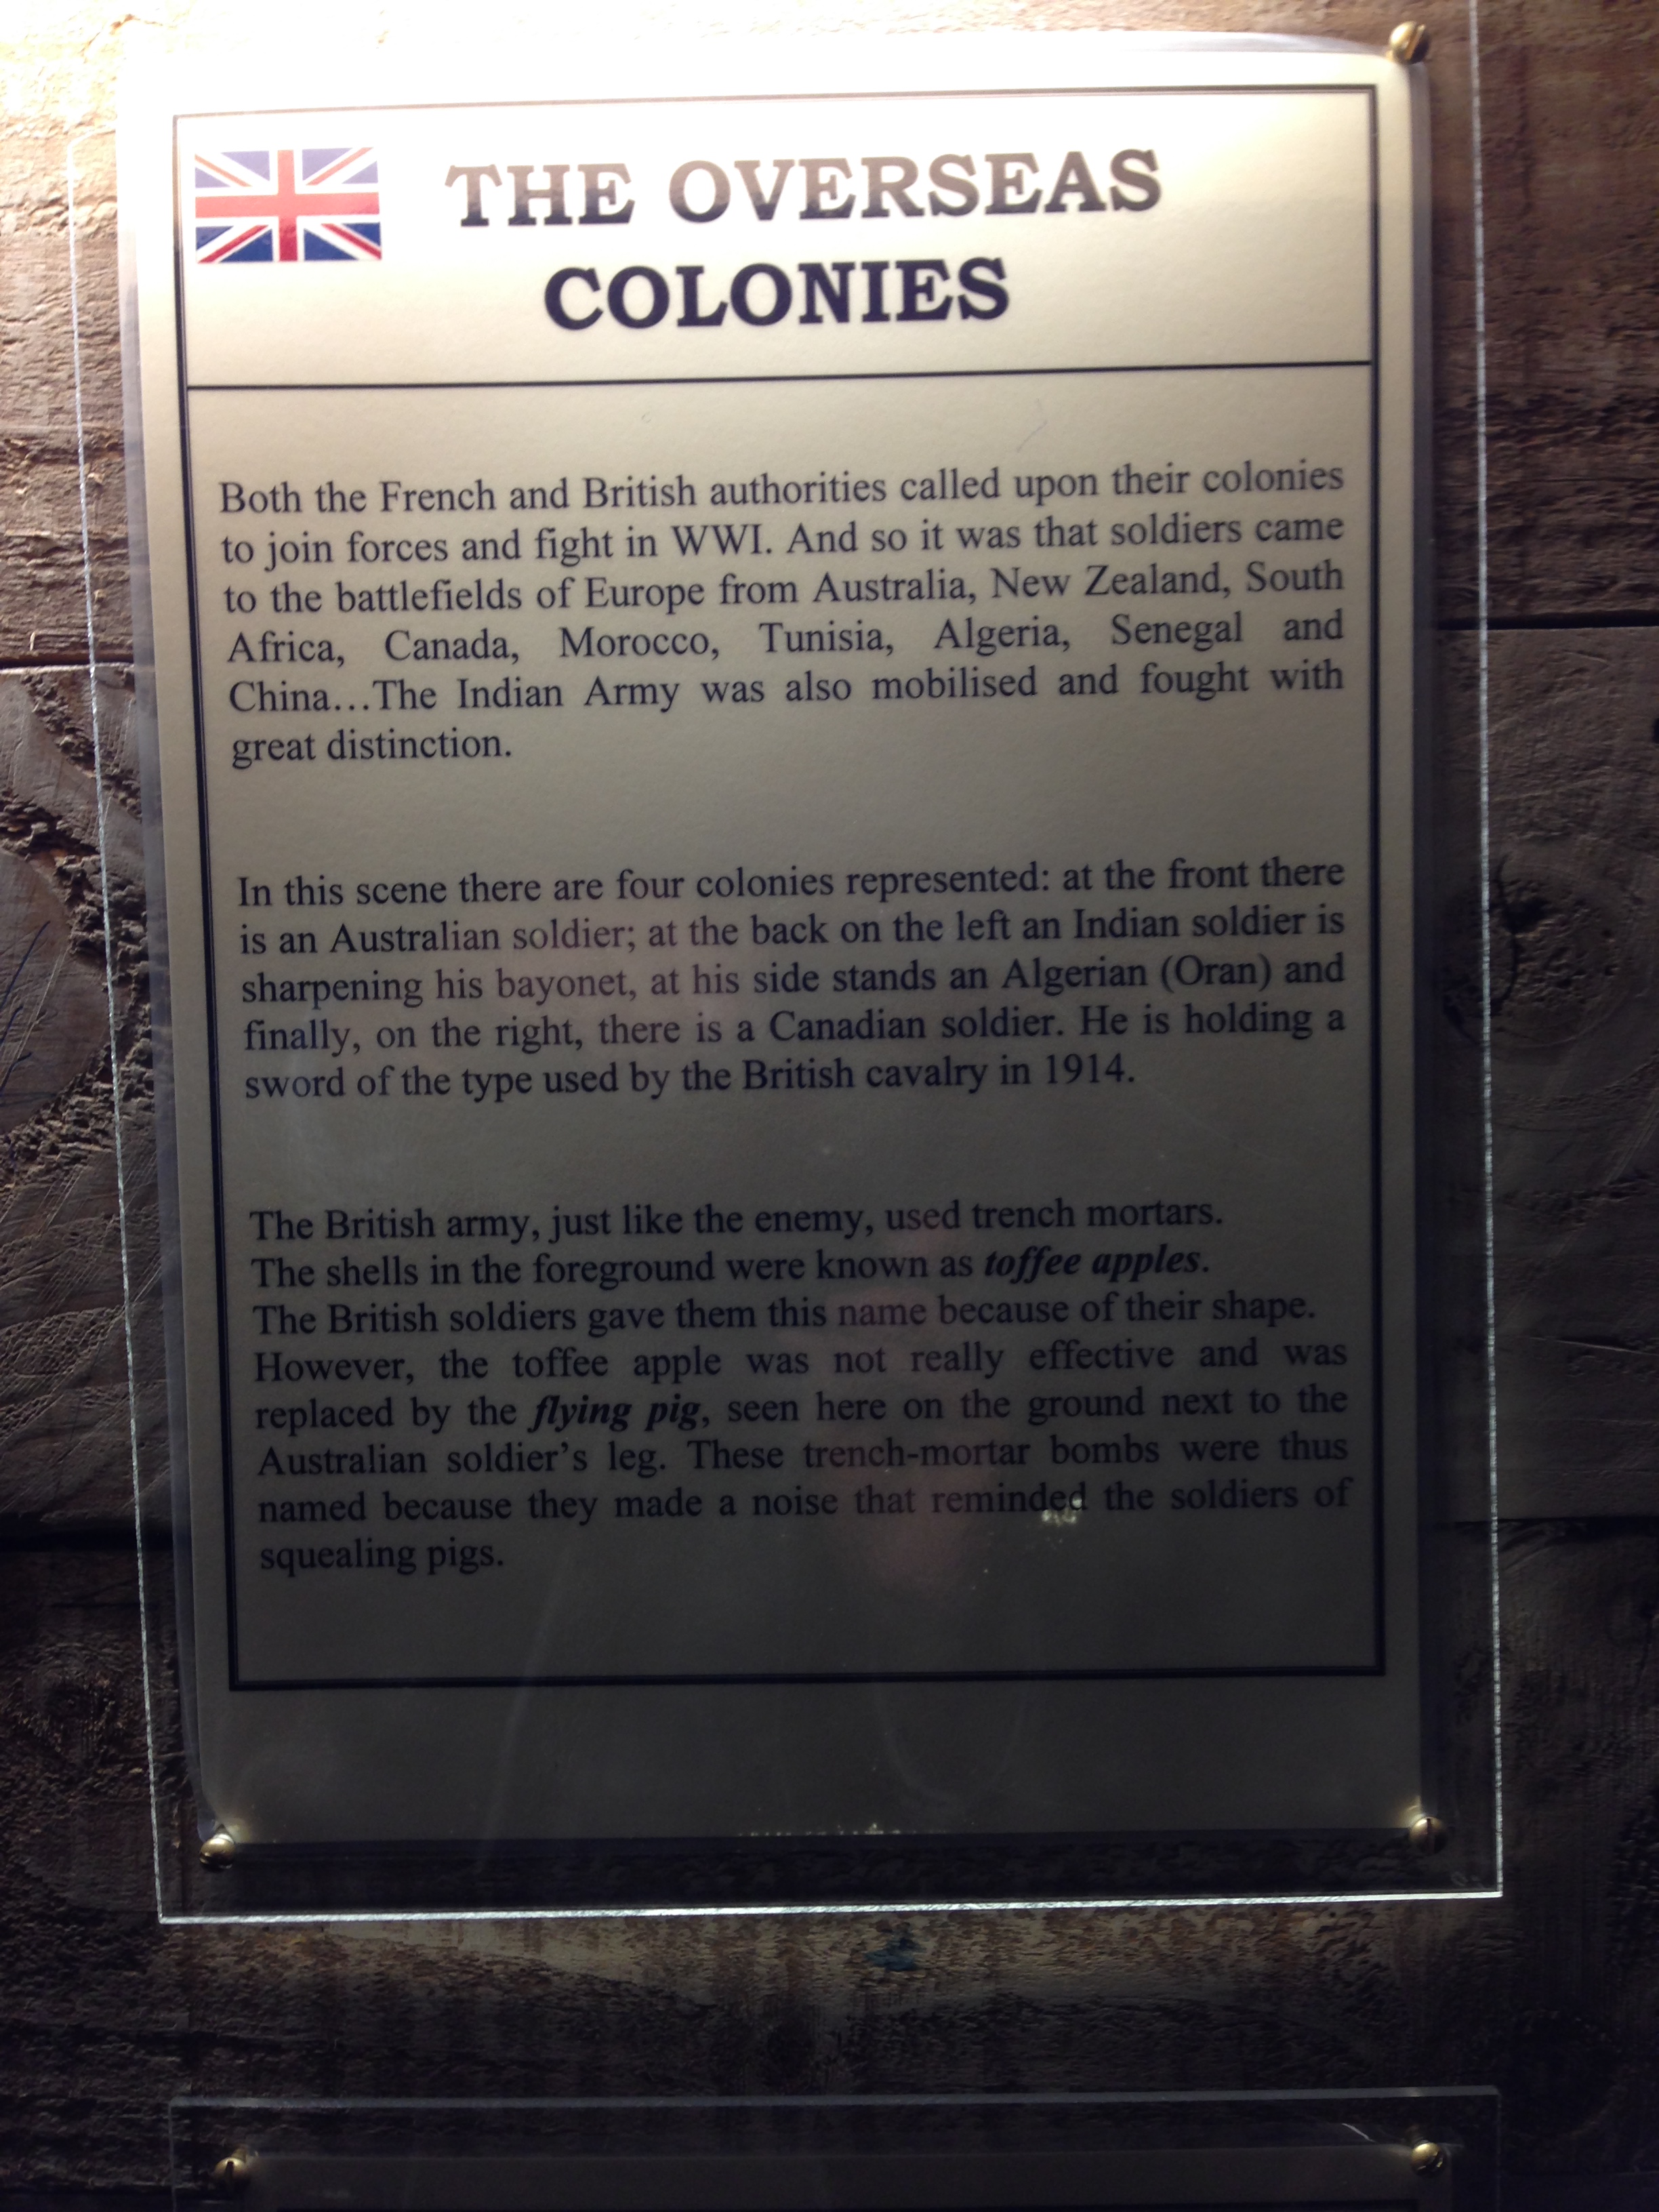 THE OVERSEAS
COLONIES
Both the French and British authorities called upon their colonies
to join forces and fight in WWI. And so it was that soldiers came
to the battlefields of Europe from Australia, New Zealand, South
Africa, Canada, Morocco, Tunisia, Algeria, Senegal and
China…The Indian Army was also mobilised and fought with
great distinction.
In this scene there are four colonies represented: at the front there
is an Australian soldier; at the back on the left an Indian soldier is
sharpening his bayonet, at his side stands an Algerian (Oran) and
finally, on the right, there is a Canadian soldier. He is holding a
sword of the type used by the British cavalry in 1914.
The British army, just like the enemy, used trench mortars.
The shells in the foreground were known as toffee apples.
The British soldiers gave them this name because of their shape.
However, the toffee apple was not really effective and was
replaced by the flying pig, seen here on the ground next to the
Australian soldier’s leg. These trench-mortar bombs were thus
named because they made a noise that reminded the soldiers of
squealing pigs.